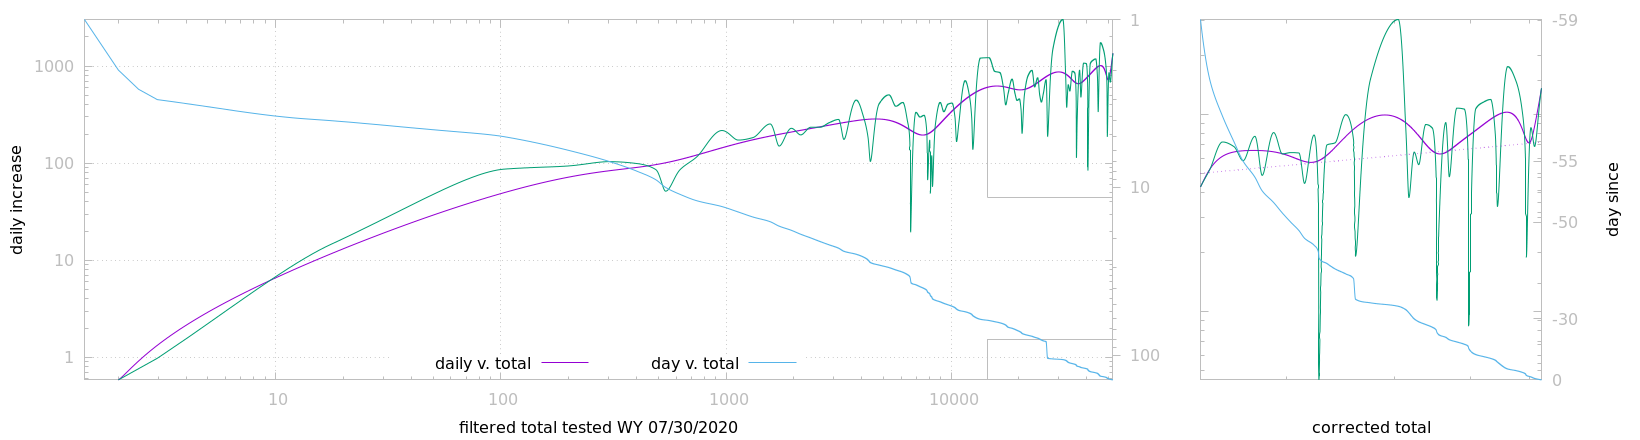 daily increase
1000
100
10
1
daily v. total
day v. total
10
100
1000
10000
filtered total tested WY 07/30/2020
1
10
100
-59
-55
-50
-30
0
day since
corrected total